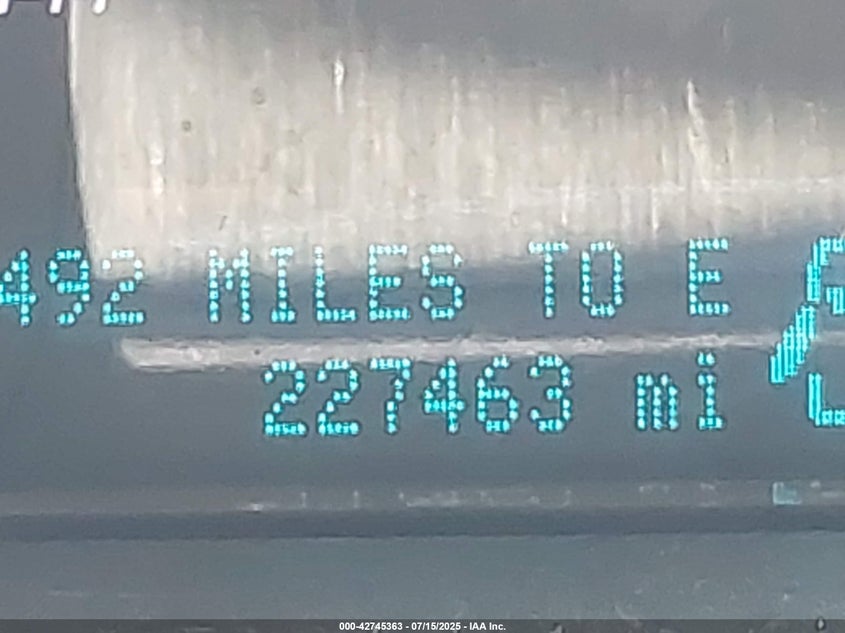 492 MILES TO E
227463 mi
000-42745363 - 07/15/2025 - IAA Inc.